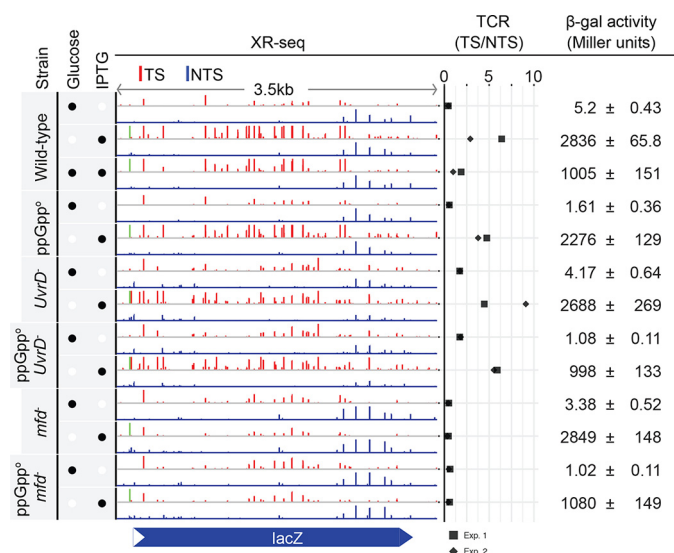 Strain
Glucose
IPTG
XR-seq
TCR
(TS/NTS)
β-gal activity
(Miller units)
TS
NTS
3.5kb
0 5 10
Wild-type
5.2 ± 0.43
2836 ± 65.8
1005 ± 151
ppGppº
1.61 ± 0.36
2276 ± 129
UvrD-
4.17 ± 0.64
2688 ± 269
ppGppº
UvrD-
1.08 ± 0.11
998 ± 133
mfd-
3.38 ± 0.52
2849 ± 148
ppGppº
mfd-
1.02 ± 0.11
1080 ± 149
lacZ
Exp. 1
Exp. 2